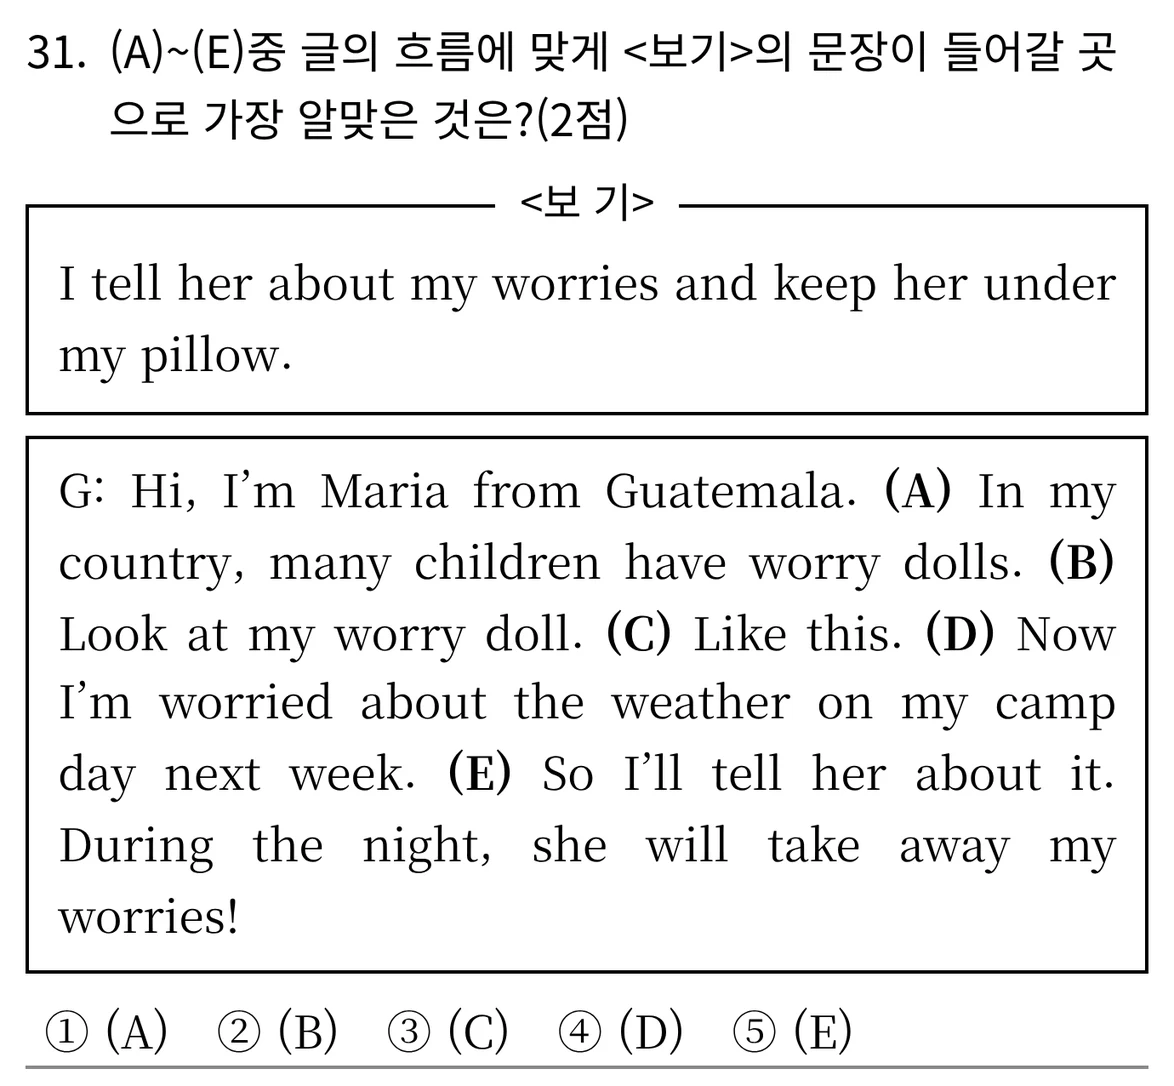 31. (A)~(E)중 글의 흐름에 맞게 <보기>의 문장이 들어갈 곳
으로 가장 알맞은 것은?(2점)
<보 기>
I tell her about my worries and keep her under
my pillow.
G: Hi, I’m Maria from Guatemala. (A) In my
country, many children have worry dolls. (B)
Look at my worry doll. (C) Like this. (D) Now
I’m worried about the weather on my camp
day next week. (E) So I’ll tell her about it.
During the night, she will take away my
worries!
① (A) ② (B) ③ (C) ④ (D) ⑤ (E)